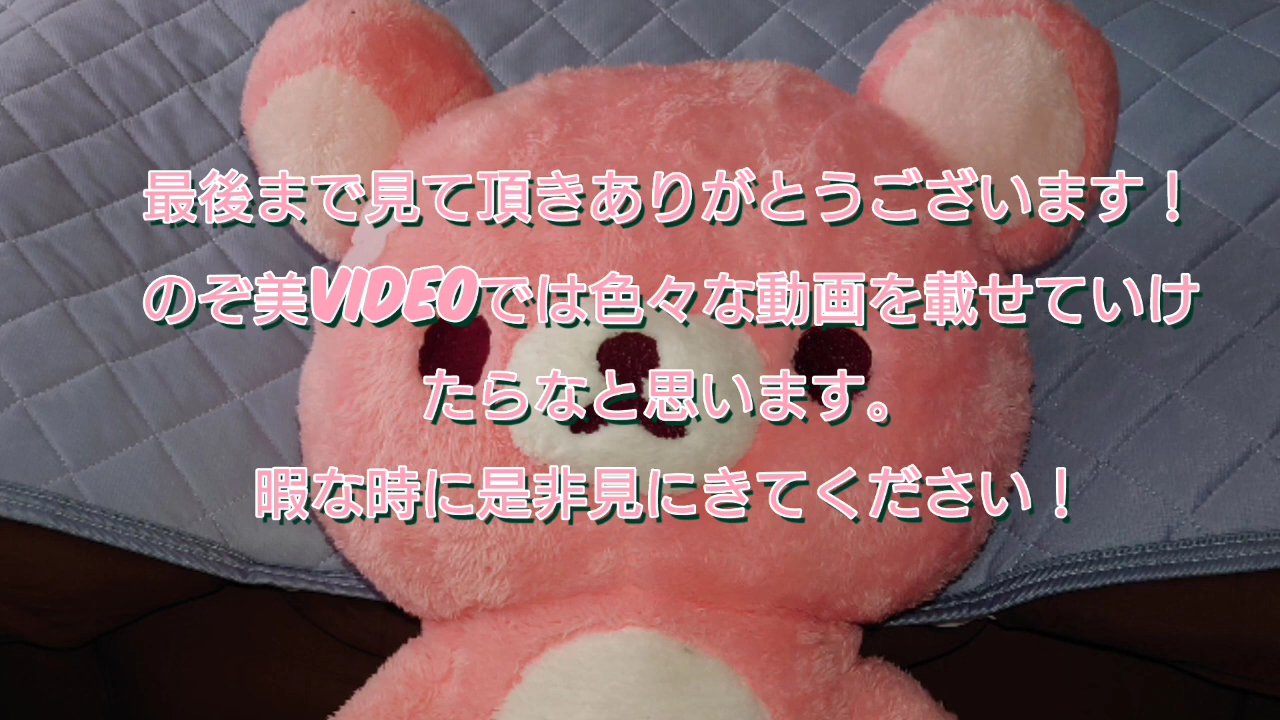 最後まで見て頂きありがとうございます！
のぞ美VIDEOでは色々な動画を載せていけ
たらなと思います。
暇な時に是非見にきてください！